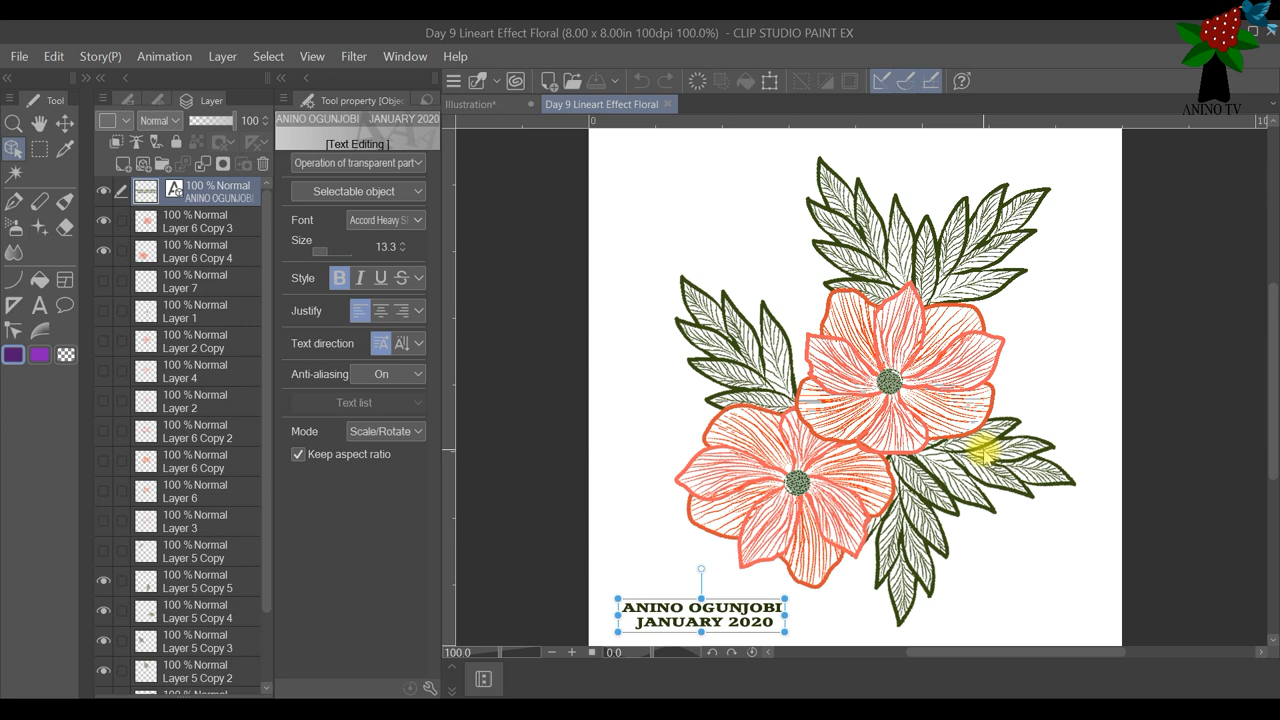 Day 9 Lineart Effect Floral (8.00 x 8.00in 100dpi 100.0%) - CLIP STUDIO PAINT EX
ANINO TV
File Edit Story(P) Animation Layer Select View Filter Window Help
Tool
Layer
Tool property [Objec
Illustration*
Day 9 Lineart Effect Floral
Normal
100
ANINO OGUNJOBI JANUARY 2020
[Text Editing ]
Operation of transparent part
Selectable object
Font
Accord Heavy S
Size
13.3
Style
B I U S
Justify
Text direction
Anti-aliasing
On
Text list
Mode
Scale/Rotate
Keep aspect ratio
100 % Normal
ANINO OGUNJOBI
100 % Normal
Layer 6 Copy 3
100 % Normal
Layer 6 Copy 4
100 % Normal
Layer 7
100 % Normal
Layer 1
100 % Normal
Layer 2 Copy
100 % Normal
Layer 4
100 % Normal
Layer 2
100 % Normal
Layer 6 Copy 2
100 % Normal
Layer 6 Copy
100 % Normal
Layer 6
100 % Normal
Layer 3
100 % Normal
Layer 5 Copy
100 % Normal
Layer 5 Copy 5
100 % Normal
Layer 5 Copy 4
100 % Normal
Layer 5 Copy 3
100 % Normal
Layer 5 Copy 2
0
10
ANINO OGUNJOBI
JANUARY 2020
100.0
0.0